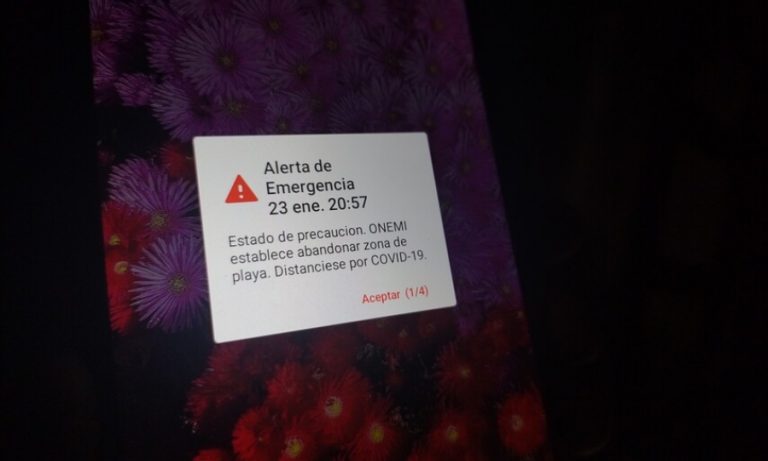 Alerta de
Emergencia
23 ene. 20:57
Estado de precaucion. ONEMI
establece abandonar zona de
playa. Distanciese por COVID-19.
Aceptar (1/4)